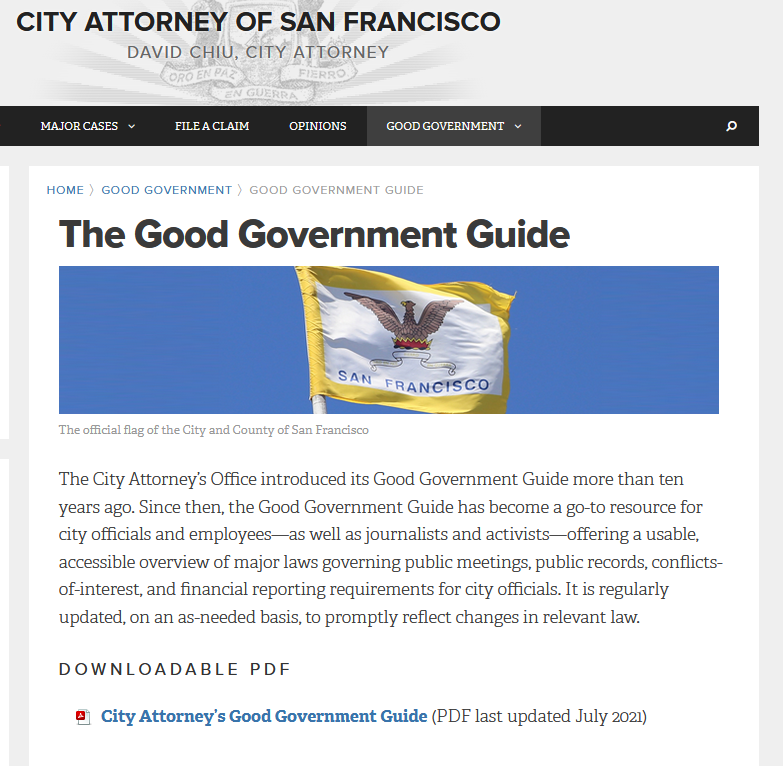 CITY ATTORNEY OF SAN FRANCISCO
DAVID CHIU, CITY ATTORNEY
ORO EN PAZ
FIERRO
EN GUERRA
MAJOR CASES
FILE A CLAIM
OPINIONS
GOOD GOVERNMENT
HOME 〉 GOOD GOVERNMENT 〉 GOOD GOVERNMENT GUIDE
The Good Government Guide
SAN FRANCISCO
The official flag of the City and County of San Francisco
The City Attorney’s Office introduced its Good Government Guide more than ten
years ago. Since then, the Good Government Guide has become a go-to resource for
city officials and employees—as well as journalists and activists—offering a usable,
accessible overview of major laws governing public meetings, public records, conflicts-
of-interest, and financial reporting requirements for city officials. It is regularly
updated, on an as-needed basis, to promptly reflect changes in relevant law.
DOWNLOADABLE PDF
City Attorney’s Good Government Guide (PDF last updated July 2021)